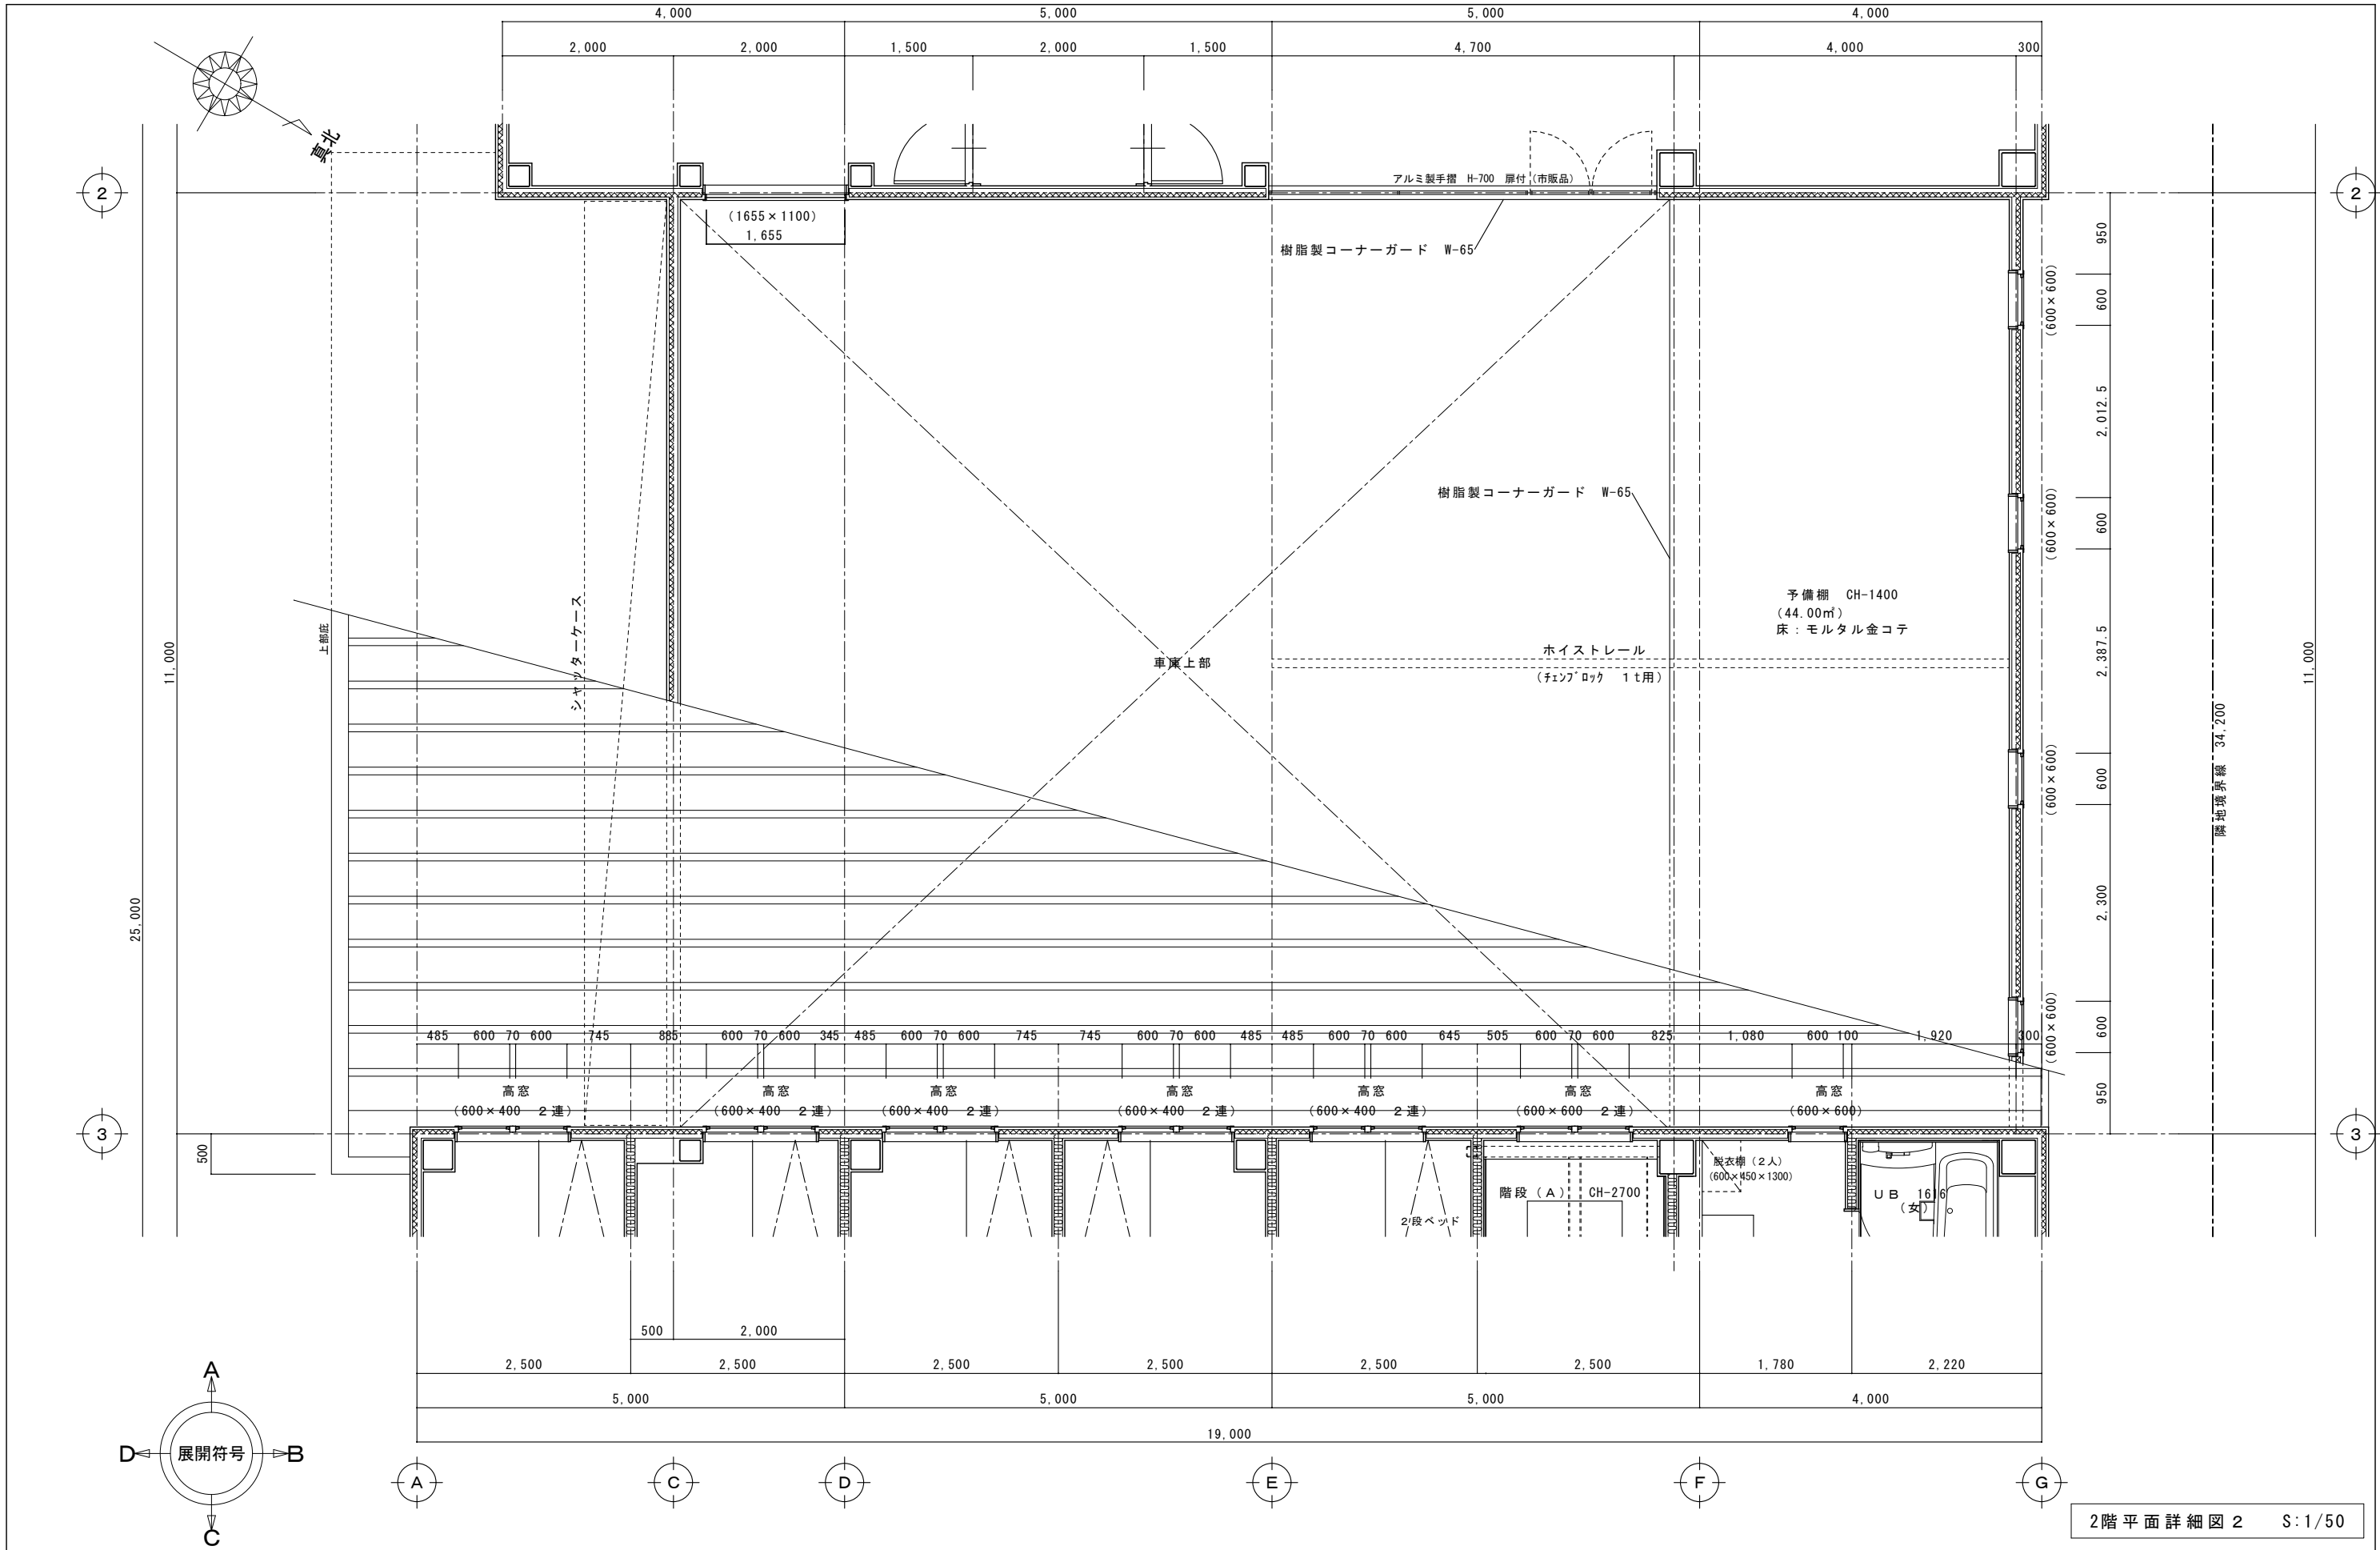 4,000 5,000 5,000 4,000
2,000 2,000 1,500 2,000 1,500 4,700 4,000 300
真北
2
2
アルミ製手摺 H-700 扉付(市販品)
(1655×1100)
1,655
樹脂製コーナーガード W-65
樹脂製コーナーガード W-65
950
600
2,012.5
600
2,387.5
600
2,300
600
950
(600×600)
(600×600)
(600×600)
(600×600)
11,000
隣地境界線 34,200
11,000
25,000
上部庇
シャッターケース
予備棚 CH-1400
(44.00㎡)
床:モルタル金コテ
車庫上部
ホイストレール
(チェンブロック 1t用)
485 600 70 600 745 885 600 70 600 345 485 600 70 600 745 745 600 70 600 485 485 600 70 600 645 505 600 70 600 825 1,080 600 100 1,920 300
高窓 高窓 高窓 高窓 高窓 高窓 高窓
(600×400 2連) (600×400 2連) (600×400 2連) (600×400 2連) (600×400 2連) (600×600 2連) (600×600)
3
3
500
脱衣棚(2人)
(600×450×1300)
階段(A) CH-2700
UB 1616
(女)
2段ベッド
500 2,000
2,500 2,500 2,500 2,500 2,500 2,500 1,780 2,220
5,000 5,000 5,000 4,000
19,000
A
D 展開符号 B
C
A C D E F G
2階平面詳細図2 S:1/50